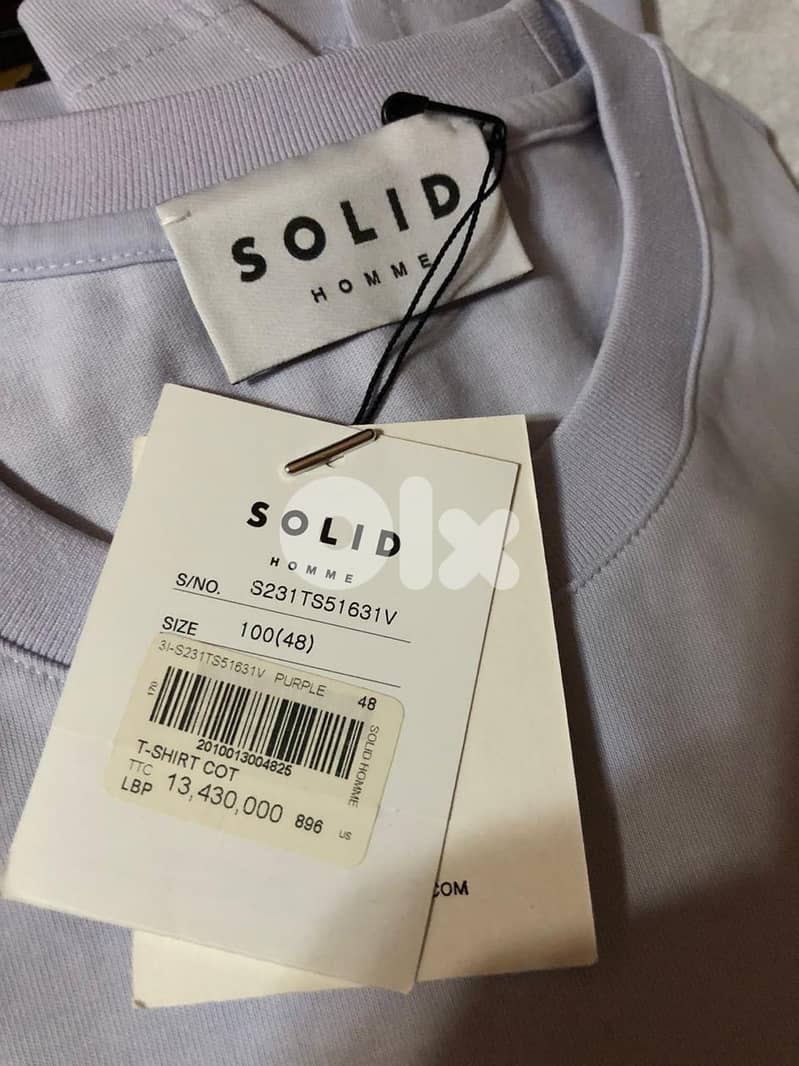 SOLID
HOMME
olx
SOLID
HOMME
S/NO. S231TS51631V
SIZE 100(48)
3I-S231TS51631V PURPLE 48
2010013004825
SOLID HOMME
T-SHIRT COT
TTC
LBP 13,430,000 896 US
.COM